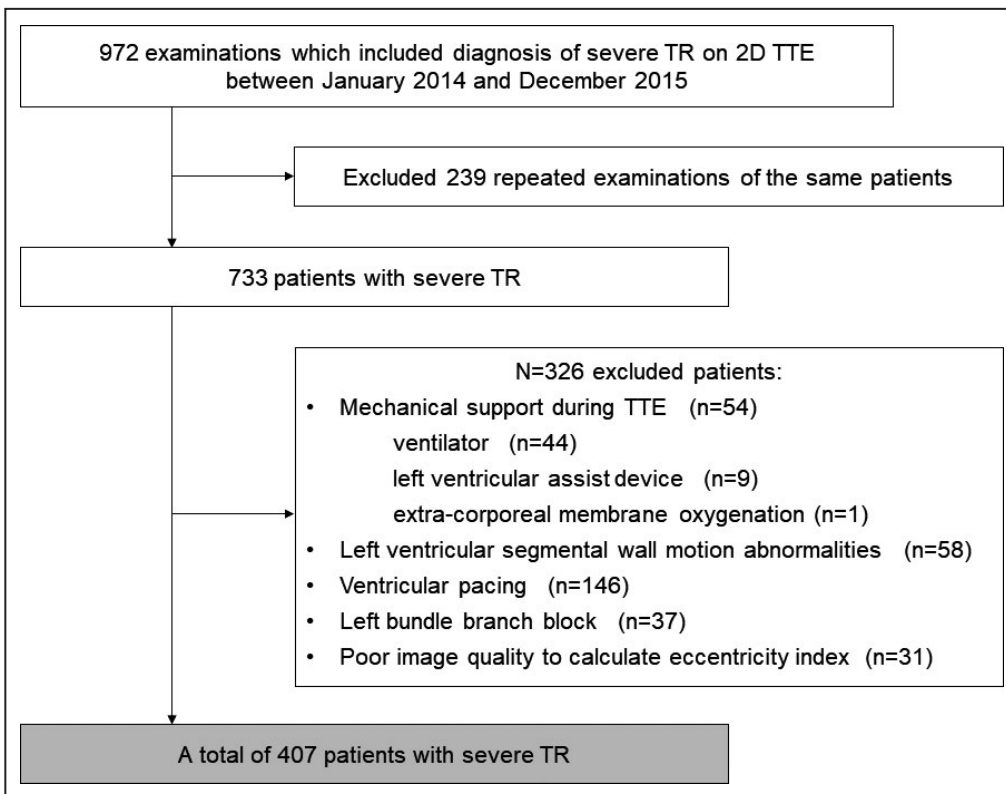 972 examinations which included diagnosis of severe TR on 2D TTE
between January 2014 and December 2015
Excluded 239 repeated examinations of the same patients
733 patients with severe TR
N=326 excluded patients:
• Mechanical support during TTE (n=54)
ventilator (n=44)
left ventricular assist device (n=9)
extra-corporeal membrane oxygenation (n=1)
• Left ventricular segmental wall motion abnormalities (n=58)
• Ventricular pacing (n=146)
• Left bundle branch block (n=37)
• Poor image quality to calculate eccentricity index (n=31)
A total of 407 patients with severe TR